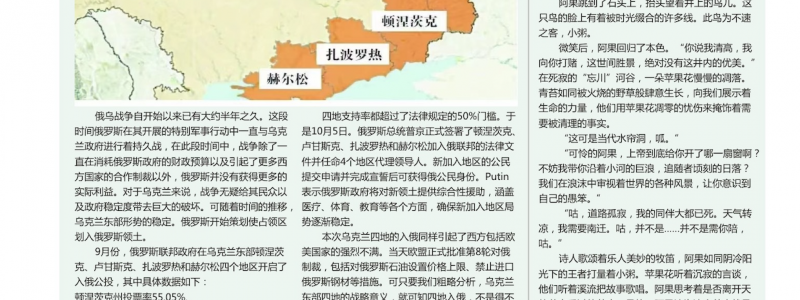 顿涅茨克
扎波罗热
赫尔松
俄乌战争自开始以来已有大约半年之久。这段
时间俄罗斯在其开展的特别军事行动中一直与乌克
兰政府进行着持久战，在此段时间中，战争除了一
直在消耗俄罗斯政府的财政预算以及引起了更多西
方国家的合作制裁以外，俄罗斯并没有获得更多的
实际利益。对于乌克兰来说，战争无疑给其民众以
及政府稳定度带去巨大的破坏。可随着时间的推移，
乌克兰东部形势的稳定。俄罗斯开始策划使占领区
划入俄罗斯领土。
9月份，俄罗斯联邦政府在乌克兰东部顿涅茨
克、卢甘斯克、扎波罗热和赫尔松四个地区开启了
入俄公投，其中具体数据如下：
顿涅茨克州投票率55.05%
四地支持率都超过了法律规定的50%门槛。于
是10月5日。俄罗斯总统普京正式签署了顿涅茨克、
卢甘斯克、扎波罗热和赫尔松加入俄联邦的法律文
件并任命4个地区代理领导人。新加入地区的公民
提交申请并完成宣誓后可获得俄公民身份。Putin
表示俄罗斯政府将对新领土提供综合性援助，涵盖
医疗、体育、教育等各个方面，确保新加入地区局
势逐渐稳定。
本次乌克兰四地的入俄同样引起了西方包括欧
美国家的强烈不满。当天欧盟正式批准第8轮对俄
制裁，包括对俄罗斯石油设置价格上限、禁止进口
俄罗斯钢材等措施。可只要我们粗略分析，乌克兰
东部四地的战略意义，就可知四地入俄，不是得不
阿果跳到了石头上，抬头望着井上的鸟儿。这
只鸟的脸上有着被时光缀合的许多线。此鸟为不速
之客，小粥。
微笑后，阿果回归了本色。“你说我清高，我
向你打赌，这世间胜景，绝对没有这井内的优美。”
在死寂的“忘川”河谷，一朵苹果花慢慢的凋落。
青苔如同被火烧的野草般肆意生长，向我们展示着
生命的力量，他们用苹果花凋零的忧伤来掩饰着需
要被清理的事实。
“这可是当代水帘洞，呱。”
“可怜的阿果，上帝到底给你开了哪一扇窗啊？
不妨我带你沿着小河的巨浪，追随者坝刻的日落？
我们在浪沫中审视着世界的各种风景，让你意识到
自己的愚笨。”
“咕，道路孤寂，我的同伴大都已死。天气转
凉，我需要南迁。咕，并不是……并不是需你陪，
咕。”
诗人歌颂着乐人美妙的牧笛，阿果如同阴冷阳
光下的王者打量着小粥。苹果花听着沉寂的言谈，
他们听着溪流把故事歌唱。阿果思考着是否离开天